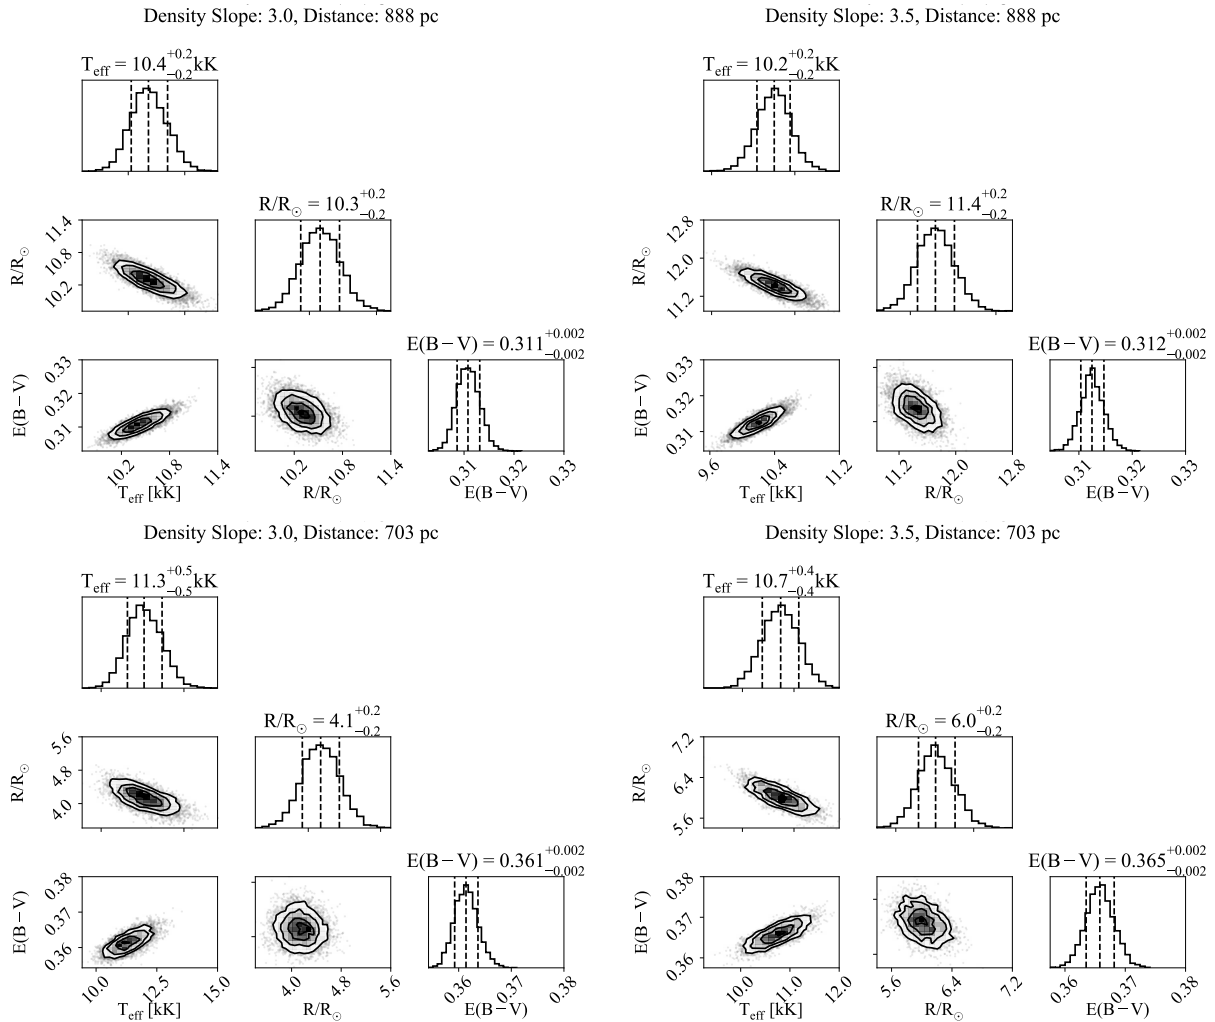 Density Slope: 3.0, Distance: 888 pc
T_eff = 10.4 +0.2 −0.2 kK
R/R☉ = 10.3 +0.2 −0.2
11.4
10.8
10.2
R/R☉
E(B−V) = 0.311 +0.002 −0.002
0.33
0.32
0.31
E(B−V)
10.2 10.8 11.4
T_eff [kK]
10.2 10.8 11.4
R/R☉
0.31 0.32 0.33
E(B−V)
Density Slope: 3.5, Distance: 888 pc
T_eff = 10.2 +0.2 −0.2 kK
R/R☉ = 11.4 +0.2 −0.2
12.8
12.0
11.2
R/R☉
E(B−V) = 0.312 +0.002 −0.002
0.33
0.32
0.31
E(B−V)
9.6 10.4 11.2
T_eff [kK]
11.2 12.0 12.8
R/R☉
0.31 0.32 0.33
E(B−V)
Density Slope: 3.0, Distance: 703 pc
T_eff = 11.3 +0.5 −0.5 kK
R/R☉ = 4.1 +0.2 −0.2
5.6
4.8
4.0
R/R☉
E(B−V) = 0.361 +0.002 −0.002
0.38
0.37
0.36
E(B−V)
10.0 12.5 15.0
T_eff [kK]
4.0 4.8 5.6
R/R☉
0.36 0.37 0.38
E(B−V)
Density Slope: 3.5, Distance: 703 pc
T_eff = 10.7 +0.4 −0.4 kK
R/R☉ = 6.0 +0.2 −0.2
7.2
6.4
5.6
R/R☉
E(B−V) = 0.365 +0.002 −0.002
0.38
0.37
0.36
E(B−V)
10.0 11.0 12.0
T_eff [kK]
5.6 6.4 7.2
R/R☉
0.36 0.37 0.38
E(B−V)